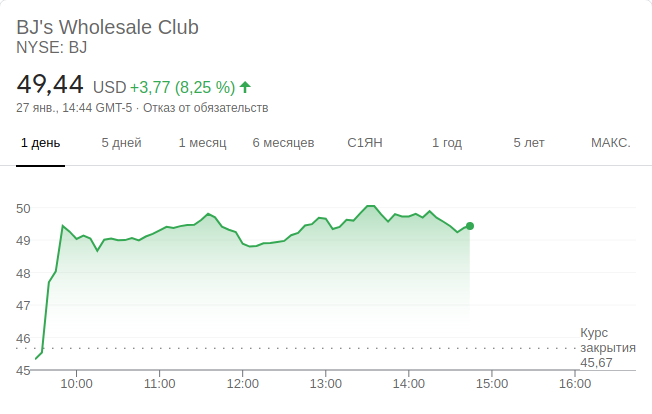 BJ's Wholesale Club
NYSE: BJ
49,44 USD +3,77 (8,25 %)
27 янв., 14:44 GMT-5 · Отказ от обязательств
1 день 5 дней 1 месяц 6 месяцев С1ЯН 1 год 5 лет МАКС.
50
49
48
47
46
45
Курс
закрытия
45,67
10:00 11:00 12:00 13:00 14:00 15:00 16:00